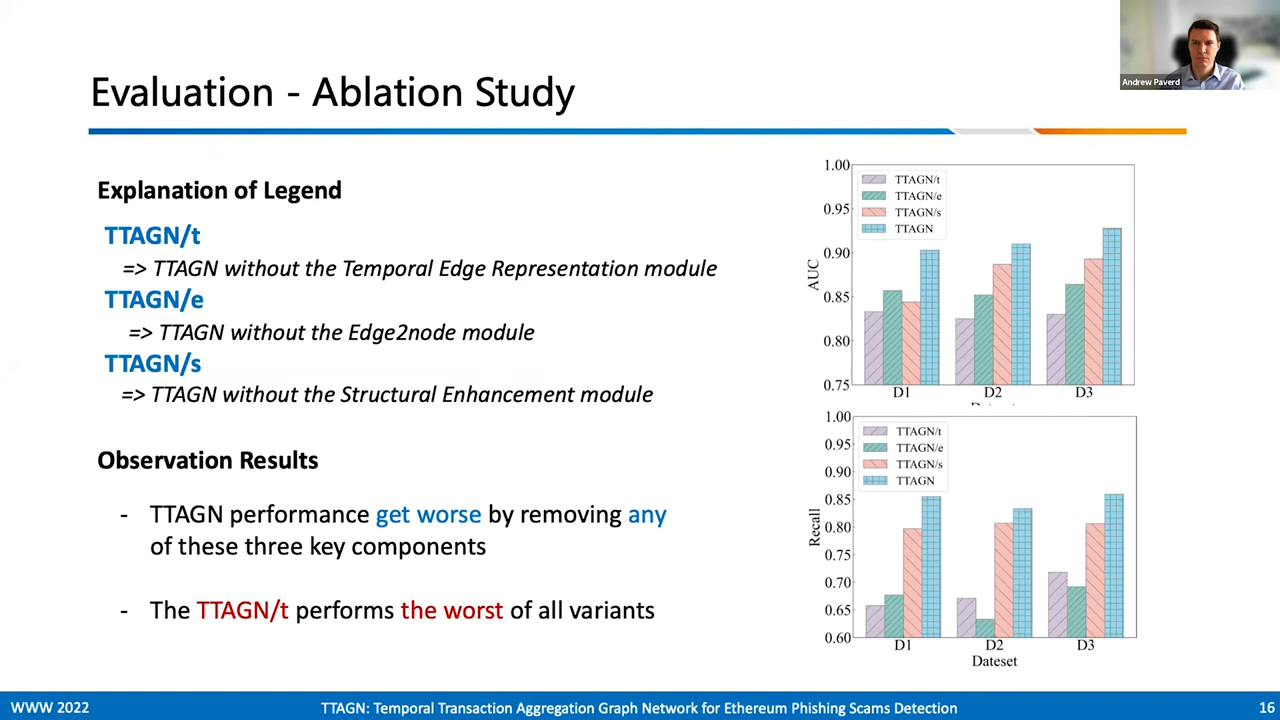 Andrew Paverd
Evaluation - Ablation Study
Explanation of Legend
TTAGN/t
=> TTAGN without the Temporal Edge Representation module
TTAGN/e
=> TTAGN without the Edge2node module
TTAGN/s
=> TTAGN without the Structural Enhancement module
Observation Results
- TTAGN performance get worse by removing any
of these three key components
- The TTAGN/t performs the worst of all variants
1.00
0.95
0.90
0.85
0.80
0.75
AUC
TTAGN/t
TTAGN/e
TTAGN/s
TTAGN
D1 D2 D3
1.00
0.95
0.90
0.85
0.80
0.75
0.70
0.65
0.60
Recall
TTAGN/t
TTAGN/e
TTAGN/s
TTAGN
D1 D2 D3
Dateset
WWW 2022 TTAGN: Temporal Transaction Aggregation Graph Network for Ethereum Phishing Scams Detection 16